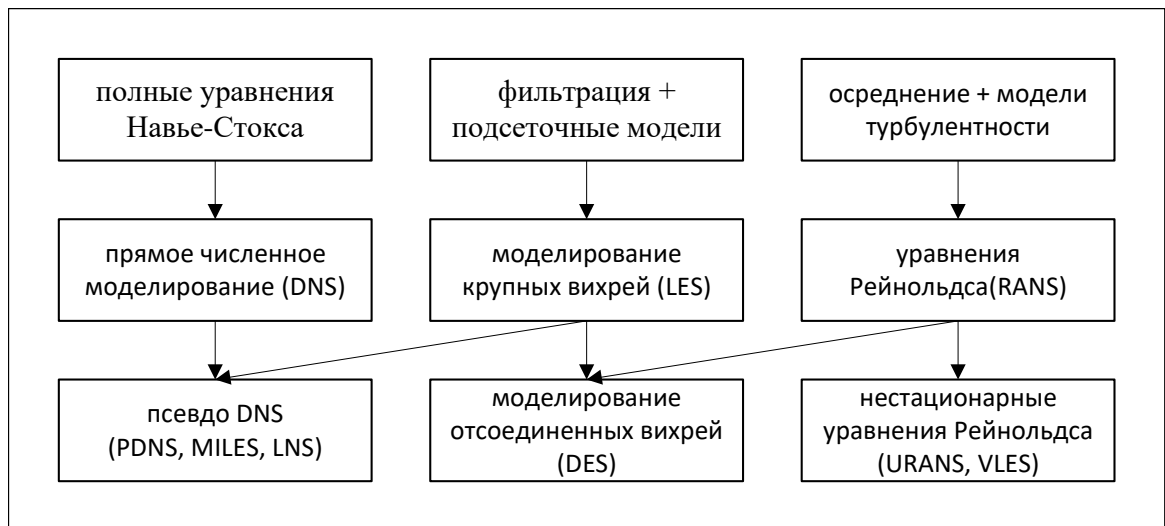 полные уравнения
Навье-Стокса
фильтрация +
подсеточные модели
осреднение + модели
турбулентности
прямое численное
моделирование (DNS)
моделирование
крупных вихрей (LES)
уравнения
Рейнольдса(RANS)
псевдо DNS
(PDNS, MILES, LNS)
моделирование
отсоединенных вихрей
(DES)
нестационарные
уравнения Рейнольдса
(URANS, VLES)